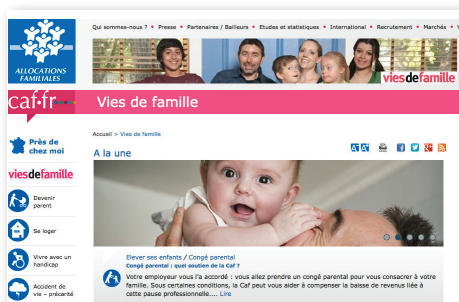 Qui sommes-nous ? • Presse • Partenaires / Bailleurs • Etudes et statistiques • International • Recrutement • Marchés •
ALLOCATIONS
FAMILIALES
viesdefamille
caf.fr
Vies de famille
Accueil > Vies de famille
Près de
chez moi
A la une
viesdefamille
Devenir
parent
Se loger
Vivre avec un
handicap
Accident de
vie – précarité
Elever ses enfants / Congé parental
Congé parental : quel soutien de la Caf ?
Votre employeur vous l'a accordé : vous allez prendre un congé parental pour vous consacrer à votre
famille. Sous certaines conditions, la Caf peut vous aider à compenser la baisse de revenus liée à
cette pause professionnelle.... Lire